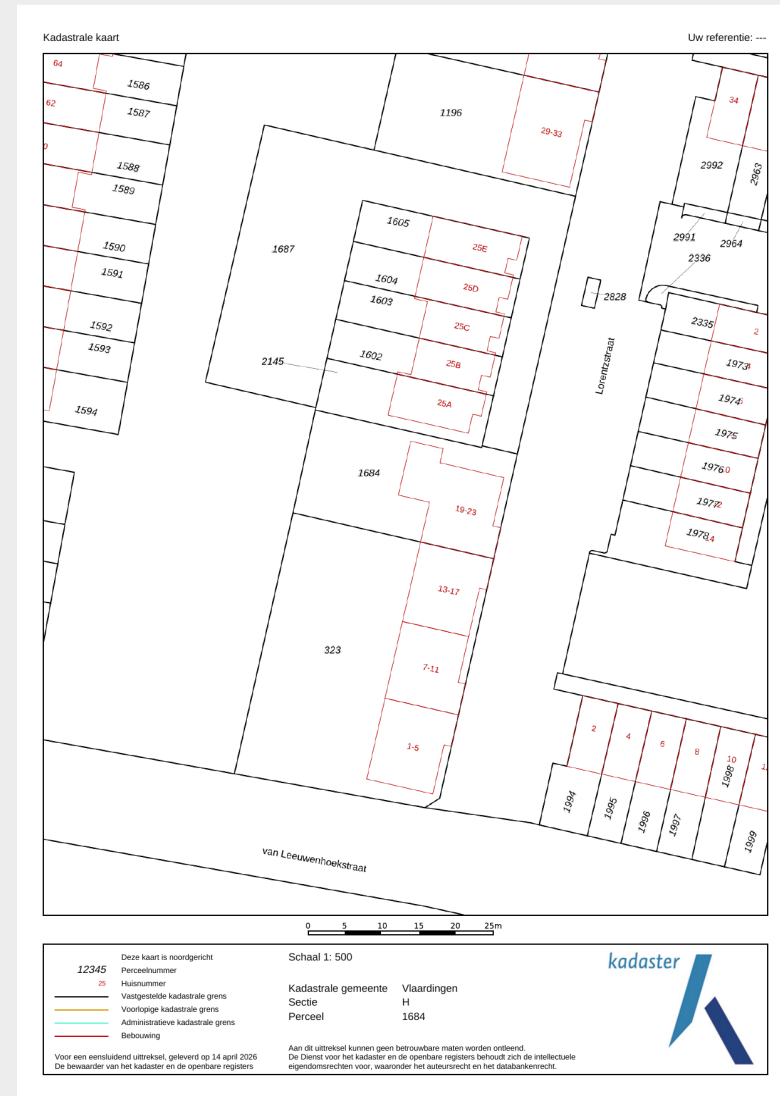 Kadastrale kaart
Uw referentie: ---
64
1586
62
1587
1588
1589
1590
1591
1592
1593
1594
1196
29-33
34
2992
2963
2991
2964
2336
1687
1605
25E
1604
25D
1603
25C
1602
25B
2145
25A
2828
Lorentzstraat
2335
2
1973
1974
1975
1976
1977
1978
14
1684
19-23
13-17
323
7-11
1-5
2
4
6
8
10
1994
1995
1996
1997
1998
1999
van Leeuwenhoekstraat
0 5 10 15 20 25m
Deze kaart is noordgericht
12345 Perceelnummer
25 Huisnummer
Vastgestelde kadastrale grens
Voorlopige kadastrale grens
Administratieve kadastrale grens
Bebouwing
Voor een eensluidend uittreksel, geleverd op 14 april 2026
De bewaarder van het kadaster en de openbare registers
Schaal 1: 500
Kadastrale gemeente Vlaardingen
Sectie H
Perceel 1684
Aan dit uittreksel kunnen geen betrouwbare maten worden ontleend.
De Dienst voor het kadaster en de openbare registers behoudt zich de intellectuele
eigendomsrechten voor, waaronder het auteursrecht en het databankenrecht.
kadaster